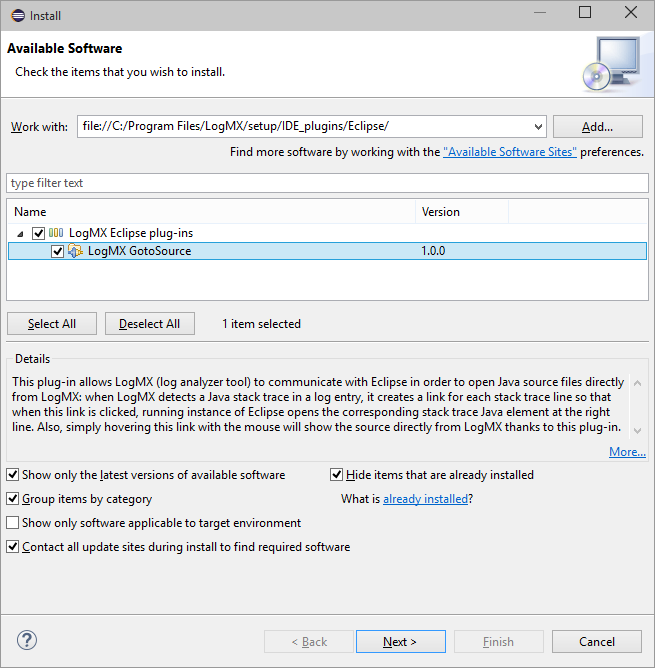 Install
Available Software
Check the items that you wish to install.
Work with: file://C:/Program Files/LogMX/setup/IDE_plugins/Eclipse/ Add...
Find more software by working with the "Available Software Sites" preferences.
type filter text
Name Version
LogMX Eclipse plug-ins
LogMX GotoSource 1.0.0
Select All Deselect All 1 item selected
Details
This plug-in allows LogMX (log analyzer tool) to communicate with Eclipse in order to open Java source files directly
from LogMX: when LogMX detects a Java stack trace in a log entry, it creates a link for each stack trace line so that
when this link is clicked, running instance of Eclipse opens the corresponding stack trace Java element at the right
line. Also, simply hovering this link with the mouse will show the source directly from LogMX thanks to this plug-in.
More...
Show only the latest versions of available software Hide items that are already installed
Group items by category What is already installed?
Show only software applicable to target environment
Contact all update sites during install to find required software
? < Back Next > Finish Cancel